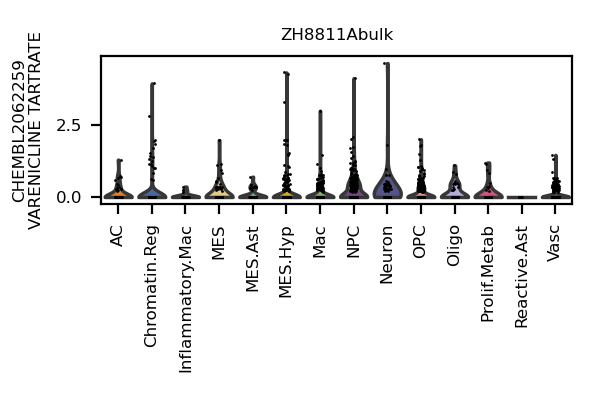 ZH8811Abulk
CHEMBL2062259
VARENICLINE TARTRATE
2.5
0.0
AC
Chromatin.Reg
Inflammatory.Mac
MES
MES.Ast
MES.Hyp
Mac
NPC
Neuron
OPC
Oligo
Prolif.Metab
Reactive.Ast
Vasc